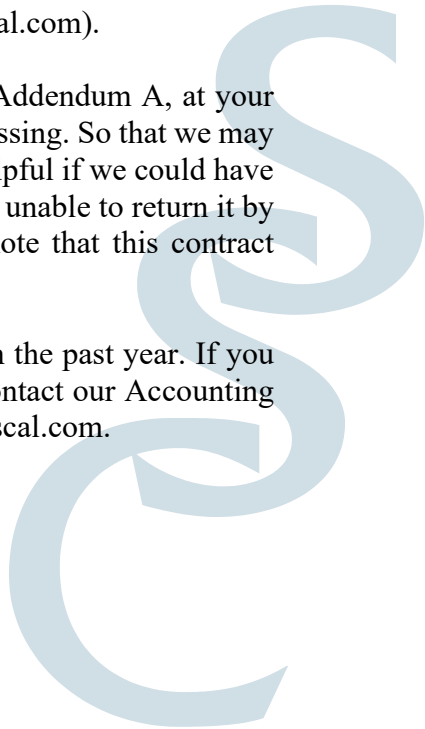 al.com).
Addendum A, at your
ssing. So that we may
pful if we could have
unable to return it by
ote that this contract
the past year. If you
ontact our Accounting
scal.com.
S
S
C